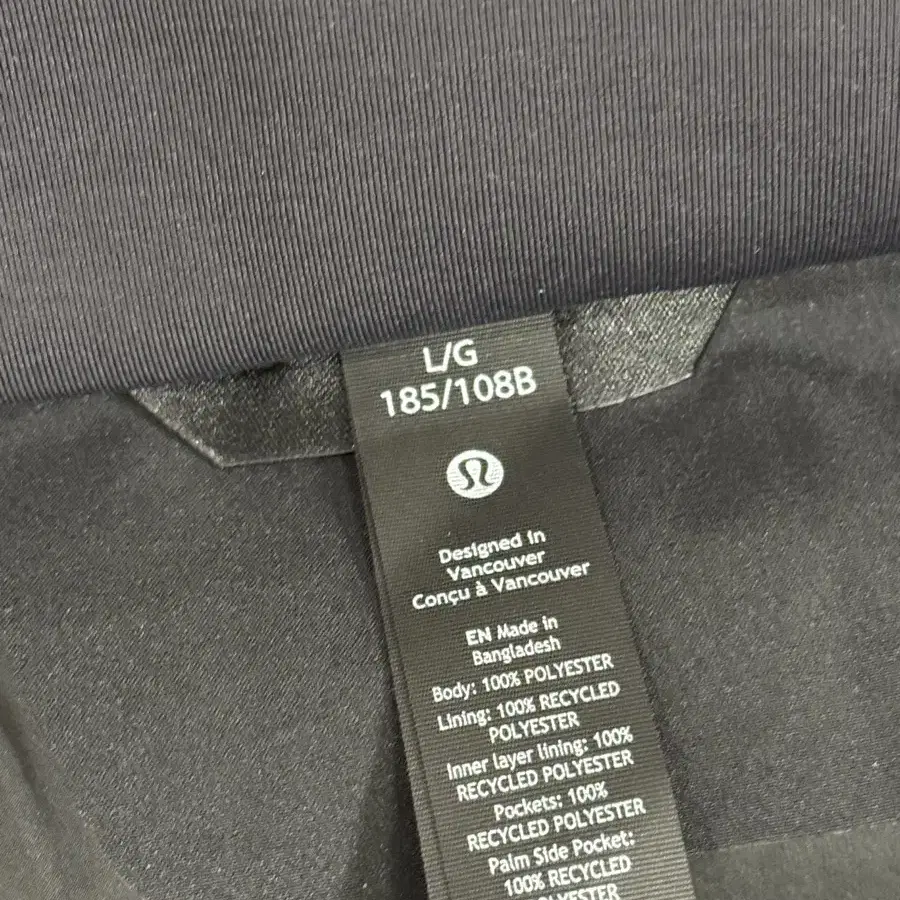 L/G
185/108B
Designed in
Vancouver
Conçu à Vancouver
EN Made in
Bangladesh
Body: 100% POLYESTER
Lining: 100% RECYCLED
POLYESTER
Inner layer lining: 100%
RECYCLED POLYESTER
Pockets: 100%
RECYCLED POLYESTER
Palm Side Pocket:
100% RECYCLED
POLYESTER